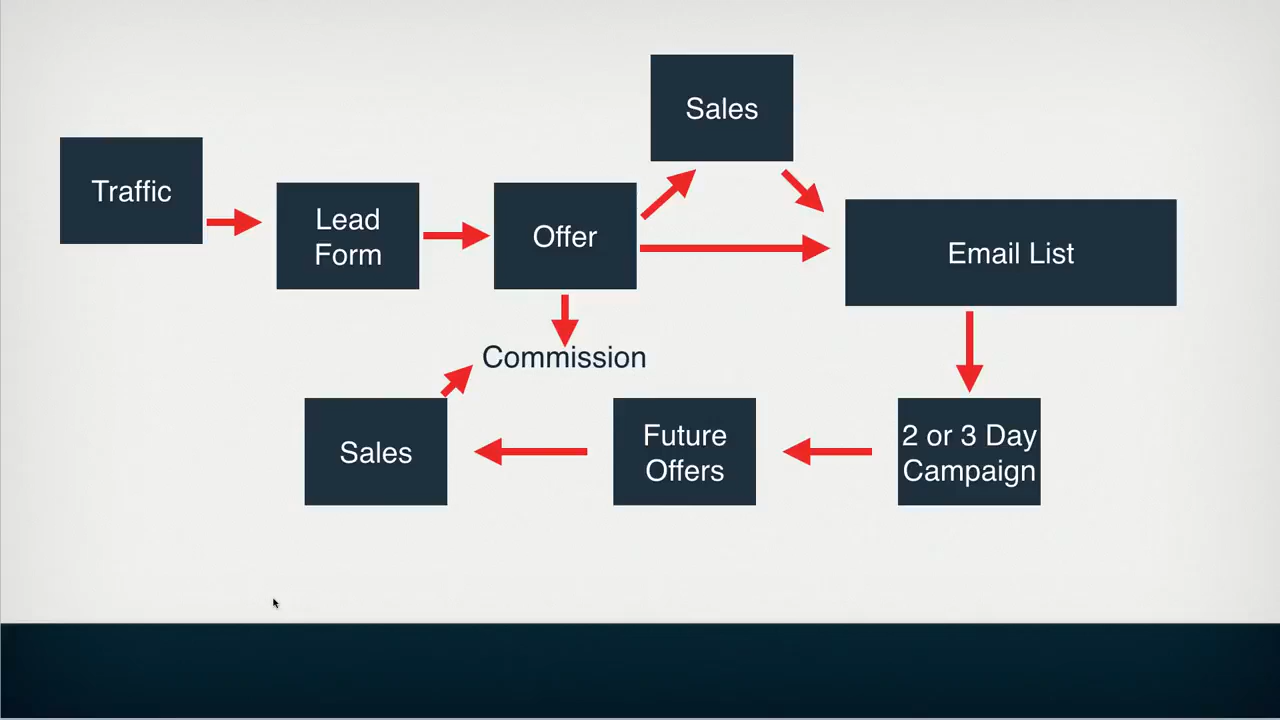 Sales
Traffic
Lead
Form
Offer
Email List
Commission
Sales
Future
Offers
2 or 3 Day
Campaign